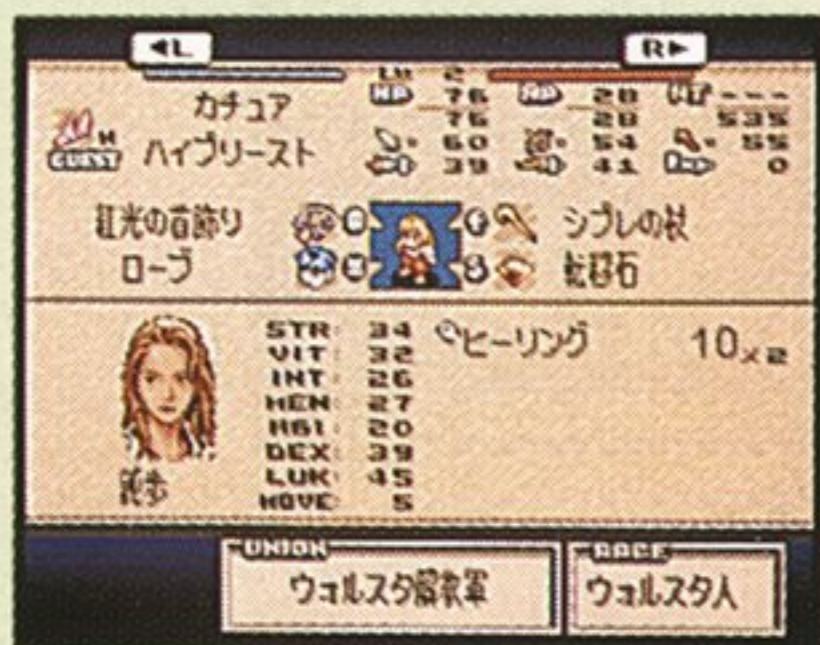 ◀L R▶
Lv 2
カチュア HP 76 MP 28 WT ---
76 28 535
GUEST ハイプリースト 60 54 55
39 41 0
紅光の首飾り シプレの杖
ローブ 転移石
STR: 34 ヒーリング 10×2
VIT: 32
INT: 26
MEN: 27
AGI: 20
DEX: 39
LUK: 45
鈍歩 MOVE: 5
UNION RACE
ウォルスタ解放軍 ウォルスタ人